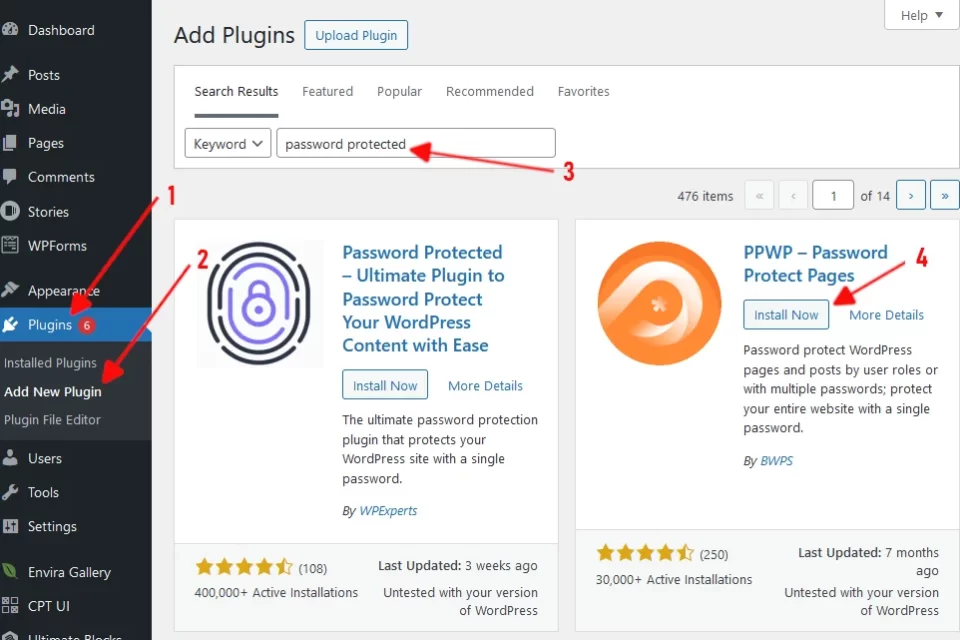 Help ▼
Add Plugins
Upload Plugin
Dashboard
Posts
Media
Pages
Comments
Stories
WPForms
Appearance
Plugins 6
Installed Plugins
Add New Plugin
Plugin File Editor
Users
Tools
Settings
Envira Gallery
CPT UI
Ultimate Blocks
1
2
Search Results Featured Popular Recommended Favorites
Keyword password protected
3
476 items « ‹ 1 of 14 › »
Password Protected
– Ultimate Plugin to
Password Protect
Your WordPress
Content with Ease
Install Now More Details
The ultimate password protection
plugin that protects your
WordPress site with a single
password.
By WPExperts
(108)
400,000+ Active Installations
Last Updated: 3 weeks ago
Untested with your version
of WordPress
PPWP – Password
Protect Pages
4
Install Now More Details
Password protect WordPress
pages and posts by user roles or
with multiple passwords; protect
your entire website with a single
password.
By BWPS
(250)
30,000+ Active Installations
Last Updated: 7 months
ago
Untested with your version
of WordPress